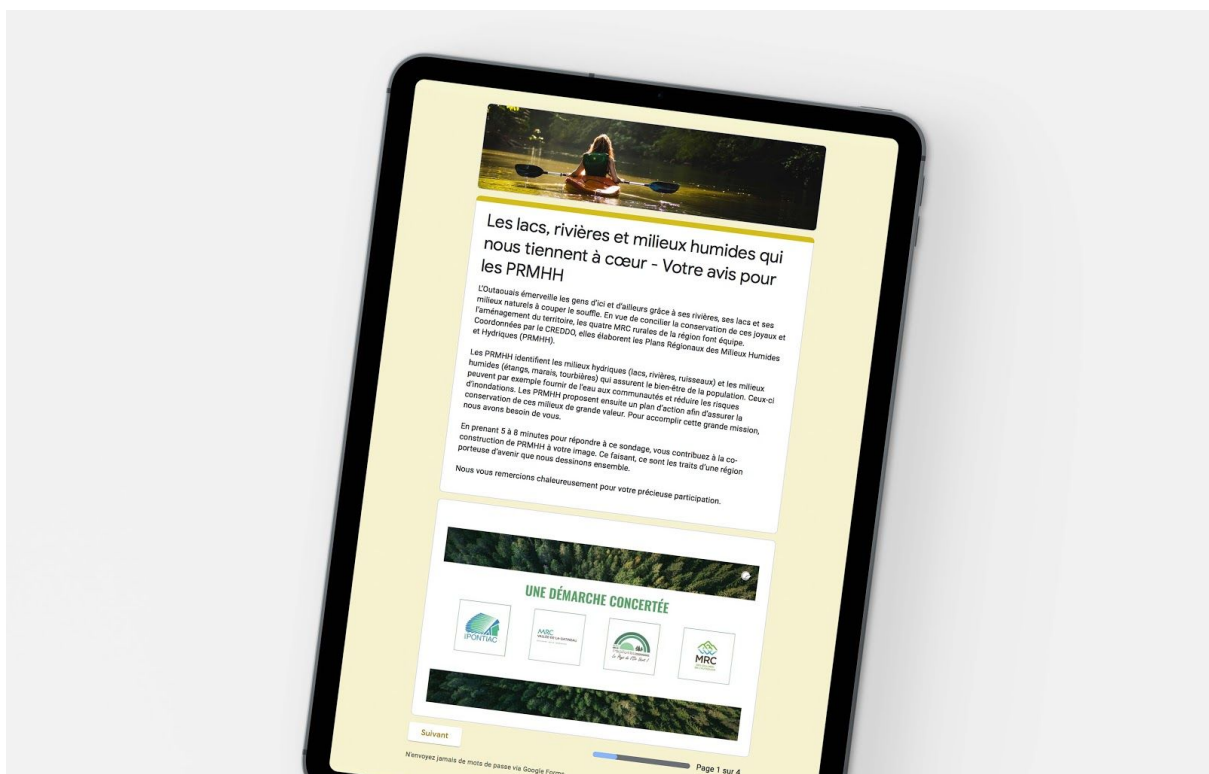 Les lacs, rivières et milieux humides qui
nous tiennent à cœur - Votre avis pour
les PRMHH
L'Outaouais émerveille les gens d'ici et d'ailleurs grâce à ses rivières, ses lacs et ses
milieux naturels à couper le souffle. En vue de concilier la conservation de ces joyaux et
l'aménagement du territoire, les quatre MRC rurales de la région font équipe.
Coordonnées par le CREDDO, elles élaborent les Plans Régionaux des Milieux Humides
et Hydriques (PRMHH).
Les PRMHH identifient les milieux hydriques (lacs, rivières, ruisseaux) et les milieux
humides (étangs, marais, tourbières) qui assurent le bien-être de la population. Ceux-ci
peuvent par exemple fournir de l'eau aux communautés et réduire les risques
d'inondations. Les PRMHH proposent ensuite un plan d'action afin d'assurer la
conservation de ces milieux de grande valeur. Pour accomplir cette grande mission,
nous avons besoin de vous.
En prenant 5 à 8 minutes pour répondre à ce sondage, vous contribuez à la co-
construction de PRMHH à votre image. Ce faisant, ce sont les traits d'une région
porteuse d'avenir que nous dessinons ensemble.
Nous vous remercions chaleureusement pour votre précieuse participation.
UNE DÉMARCHE CONCERTÉE
PONTIAC
MRC
MRC
Suivant
Page 1 sur 4
N'envoyez jamais de mots de passe via Google Forms